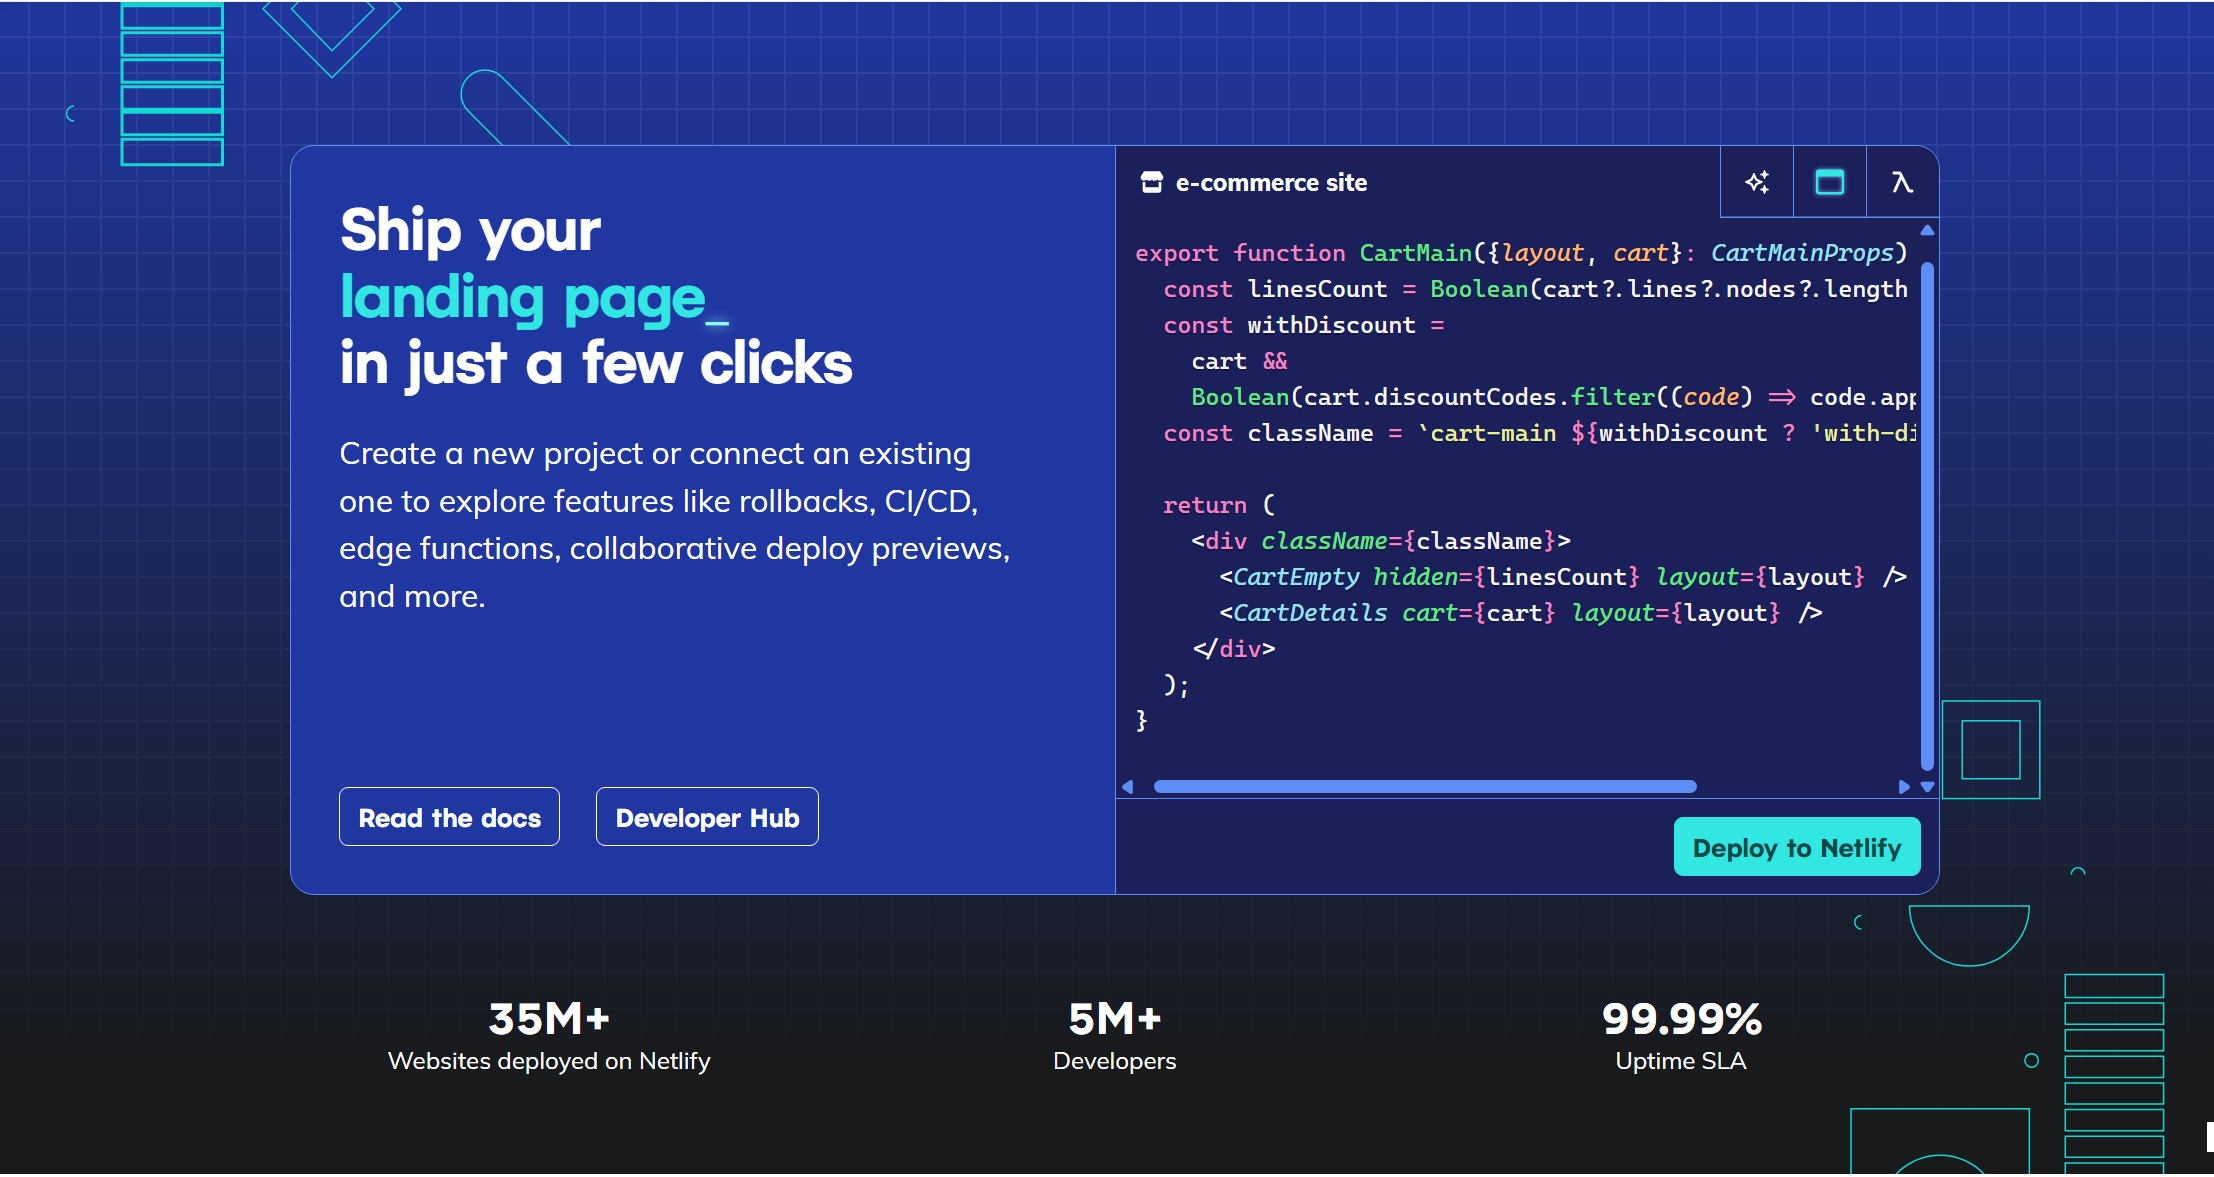 Ship your
landing page_
in just a few clicks
Create a new project or connect an existing
one to explore features like rollbacks, CI/CD,
edge functions, collaborative deploy previews,
and more.
Read the docs
Developer Hub
e-commerce site
export function CartMain({layout, cart}: CartMainProps)
  const linesCount = Boolean(cart?.lines?.nodes?.length
  const withDiscount =
    cart &&
    Boolean(cart.discountCodes.filter((code) => code.app
  const className = `cart-main ${withDiscount ? 'with-di
  return (
    <div className={className}>
      <CartEmpty hidden={linesCount} layout={layout} />
      <CartDetails cart={cart} layout={layout} />
    </div>
  );
}
Deploy to Netlify
35M+
Websites deployed on Netlify
5M+
Developers
99.99%
Uptime SLA